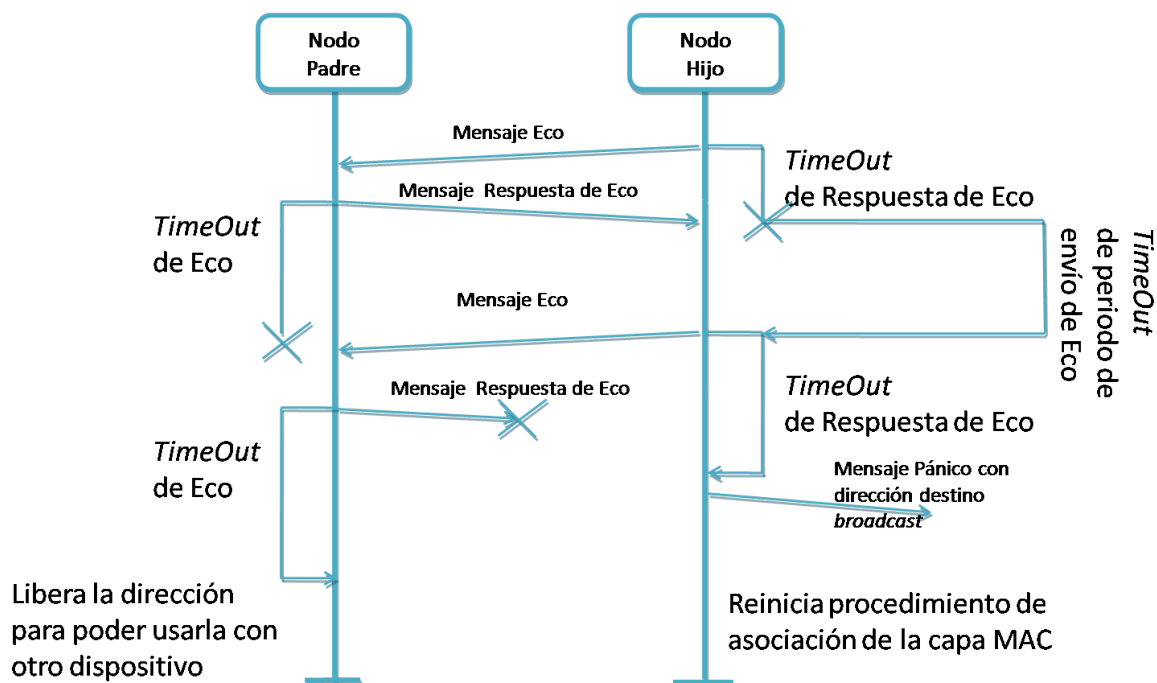 Nodo
Padre
Nodo
Hijo
Mensaje Eco
TimeOut
de Respuesta de Eco
Mensaje Respuesta de Eco
TimeOut
de Eco
TimeOut
de periodo de
envío de Eco
Mensaje Eco
Mensaje Respuesta de Eco
TimeOut
de Respuesta de Eco
TimeOut
de Eco
Mensaje Pánico con
dirección destino
broadcast
Libera la dirección
para poder usarla con
otro dispositivo
Reinicia procedimiento de
asociación de la capa MAC